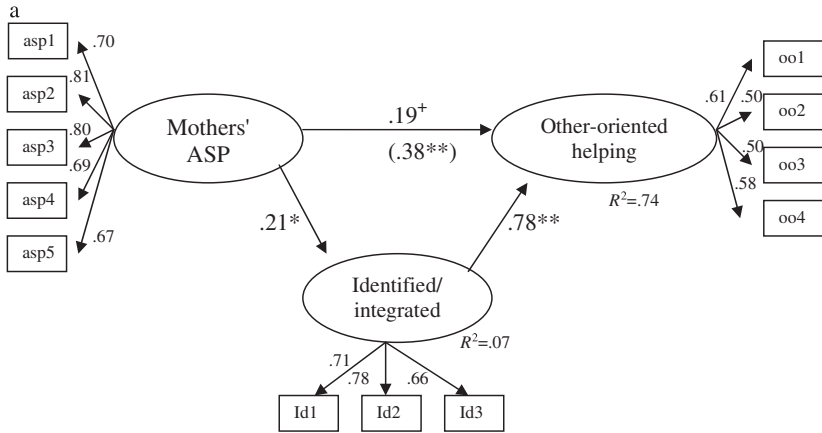 a
asp1
.70
asp2
.81
asp3
.80
asp4
.69
asp5
.67
Mothers'
ASP
.19+
(.38**)
Other-oriented
helping
R²=.74
.61
oo1
.50
oo2
.50
oo3
.58
oo4
.21*
.78**
Identified/
integrated
R²=.07
.71
.78
.66
Id1
Id2
Id3